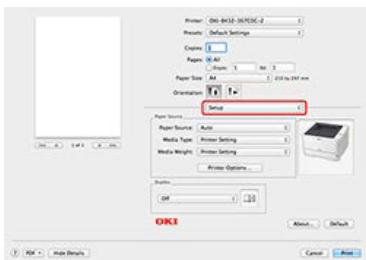 Printer: OKI-B432-367CDC-2
Presets: Default Settings
Copies: 1
Pages: All
From: 1 to: 1
Paper Size: A4 210 by 297 mm
Orientation:
Setup
Paper Source
Paper Source: Auto
Media Type: Printer Setting
Media Weight: Printer Setting
Printer Options...
Duplex
Off
1 of 1
OKI
About... Default
? PDF Hide Details Cancel Print